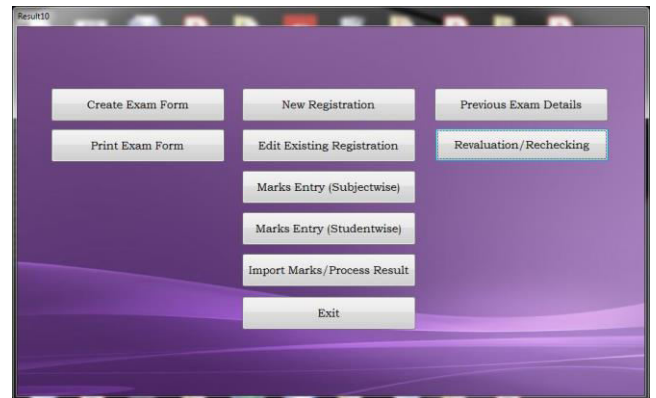 Result10
Create Exam Form
New Registration
Previous Exam Details
Print Exam Form
Edit Existing Registration
Revaluation/Rechecking
Marks Entry (Subjectwise)
Marks Entry (Studentwise)
Import Marks/Process Result
Exit